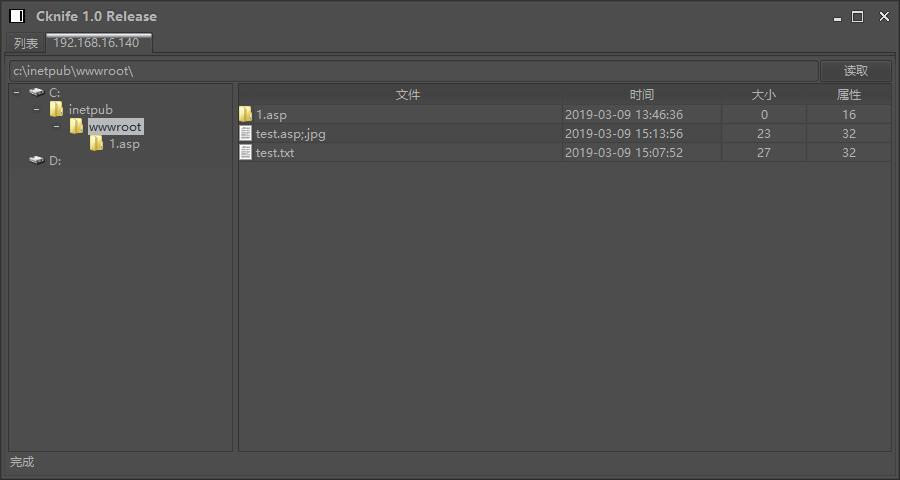 Cknife 1.0 Release
列表 192.168.16.140
c:\inetpub\wwwroot\ 读取
C:
inetpub
wwwroot
1.asp
D:
文件 时间 大小 属性
1.asp 2019-03-09 13:46:36 0 16
test.asp;.jpg 2019-03-09 15:13:56 23 32
test.txt 2019-03-09 15:07:52 27 32
完成